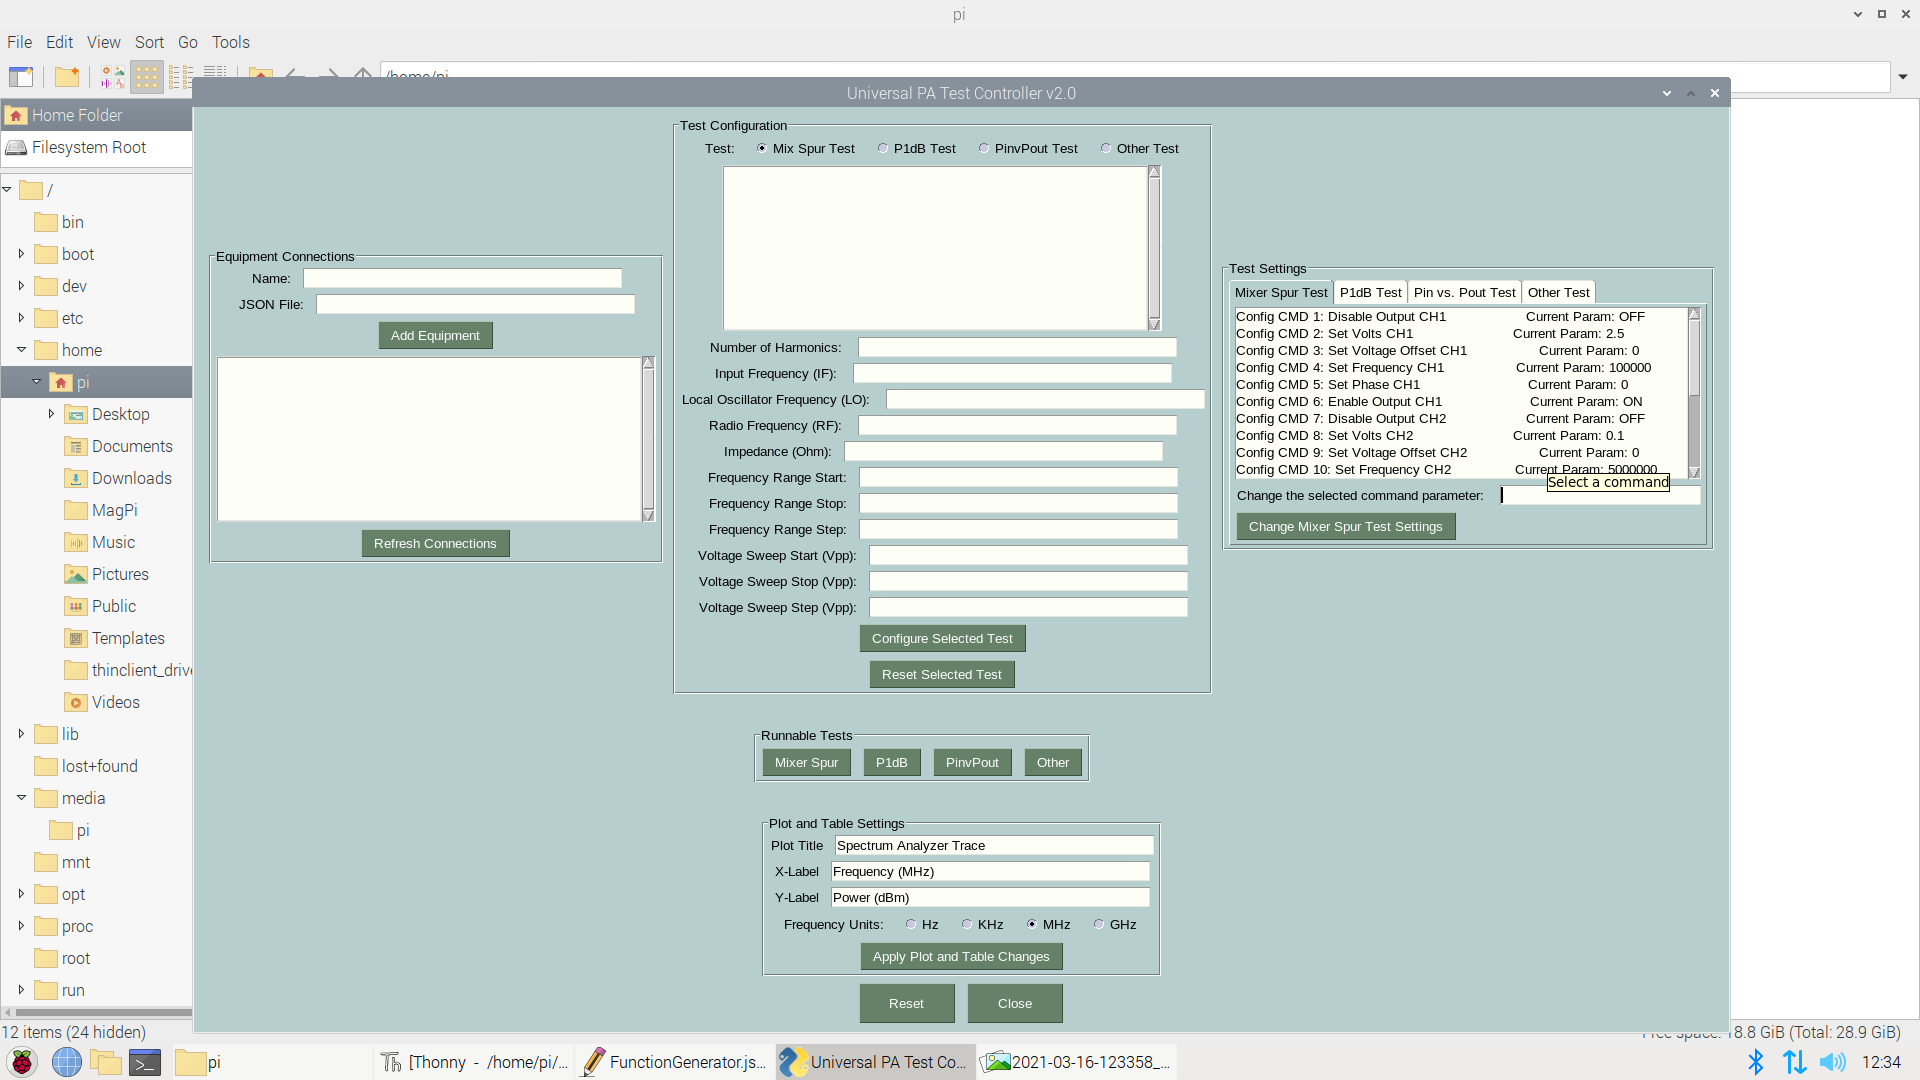 pi
File Edit View Sort Go Tools
/home/pi
Universal PA Test Controller v2.0
Home Folder
Filesystem Root
/
bin
boot
dev
etc
home
pi
Desktop
Documents
Downloads
MagPi
Music
Pictures
Public
Templates
thinclient_drive
Videos
lib
lost+found
media
pi
mnt
opt
proc
root
run
Equipment Connections
Name:
JSON File:
Add Equipment
Refresh Connections
Test Configuration
Test: Mix Spur Test P1dB Test PinvPout Test Other Test
Number of Harmonics:
Input Frequency (IF):
Local Oscillator Frequency (LO):
Radio Frequency (RF):
Impedance (Ohm):
Frequency Range Start:
Frequency Range Stop:
Frequency Range Step:
Voltage Sweep Start (Vpp):
Voltage Sweep Stop (Vpp):
Voltage Sweep Step (Vpp):
Configure Selected Test
Reset Selected Test
Test Settings
Mixer Spur Test P1dB Test Pin vs. Pout Test Other Test
Config CMD 1: Disable Output CH1 Current Param: OFF
Config CMD 2: Set Volts CH1 Current Param: 2.5
Config CMD 3: Set Voltage Offset CH1 Current Param: 0
Config CMD 4: Set Frequency CH1 Current Param: 100000
Config CMD 5: Set Phase CH1 Current Param: 0
Config CMD 6: Enable Output CH1 Current Param: ON
Config CMD 7: Disable Output CH2 Current Param: OFF
Config CMD 8: Set Volts CH2 Current Param: 0.1
Config CMD 9: Set Voltage Offset CH2 Current Param: 0
Config CMD 10: Set Frequency CH2 Current Param: 5000000
Select a command
Change the selected command parameter:
Change Mixer Spur Test Settings
Runnable Tests
Mixer Spur P1dB PinvPout Other
Plot and Table Settings
Plot Title Spectrum Analyzer Trace
X-Label Frequency (MHz)
Y-Label Power (dBm)
Frequency Units: Hz KHz MHz GHz
Apply Plot and Table Changes
Reset Close
12 items (24 hidden)
Free space: 18.8 GiB (Total: 28.9 GiB)
pi
[Thonny - /home/pi/...
FunctionGenerator.js...
Universal PA Test Co...
2021-03-16-123358_...
12:34